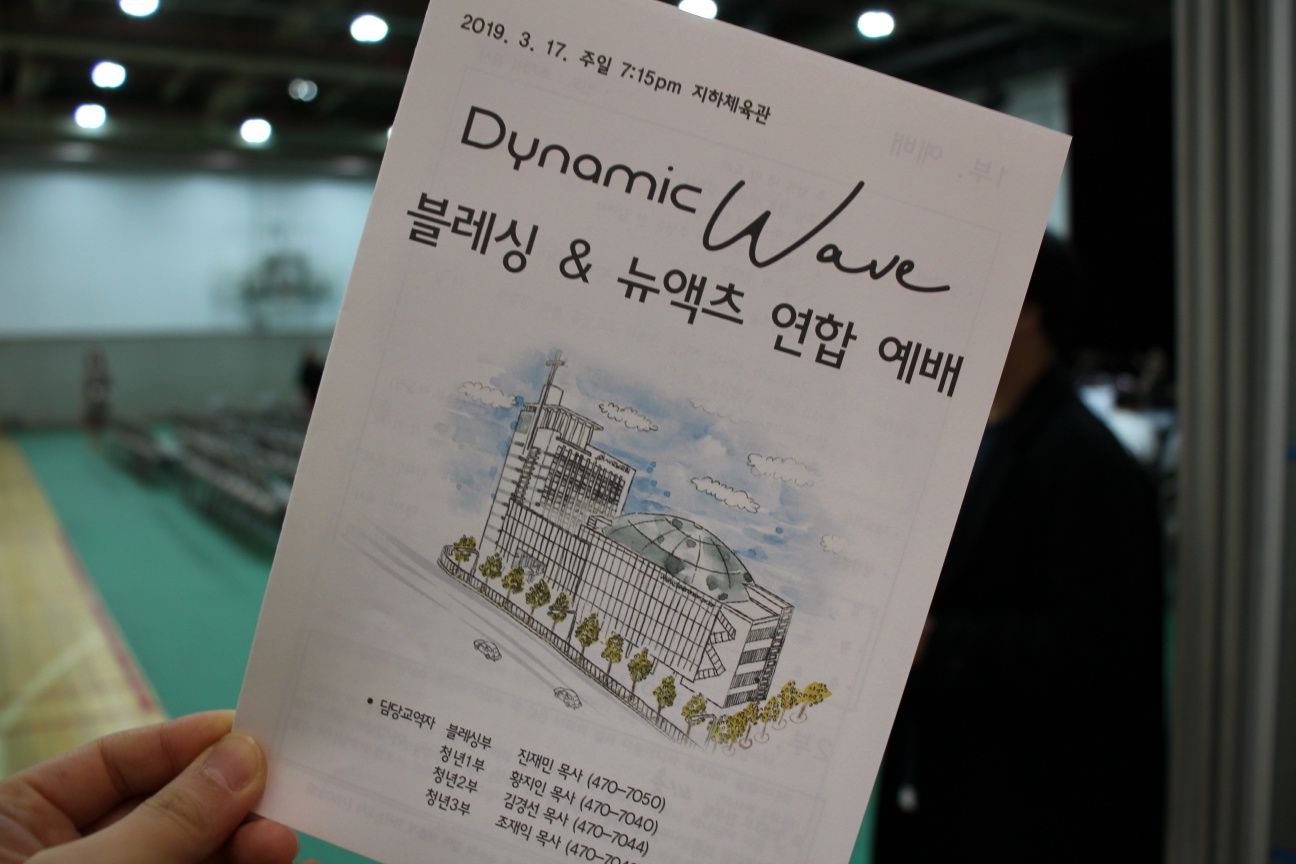 2019. 3. 17. 주일 7:15pm 지하체육관
Dynamic Wave
블레싱 & 뉴액츠 연합 예배
• 담당교역자 블레싱부 진재민 목사 (470-7050)
청년1부 황지인 목사 (470-7040)
청년2부 김경선 목사 (470-7044)
청년3부 조재익 목사